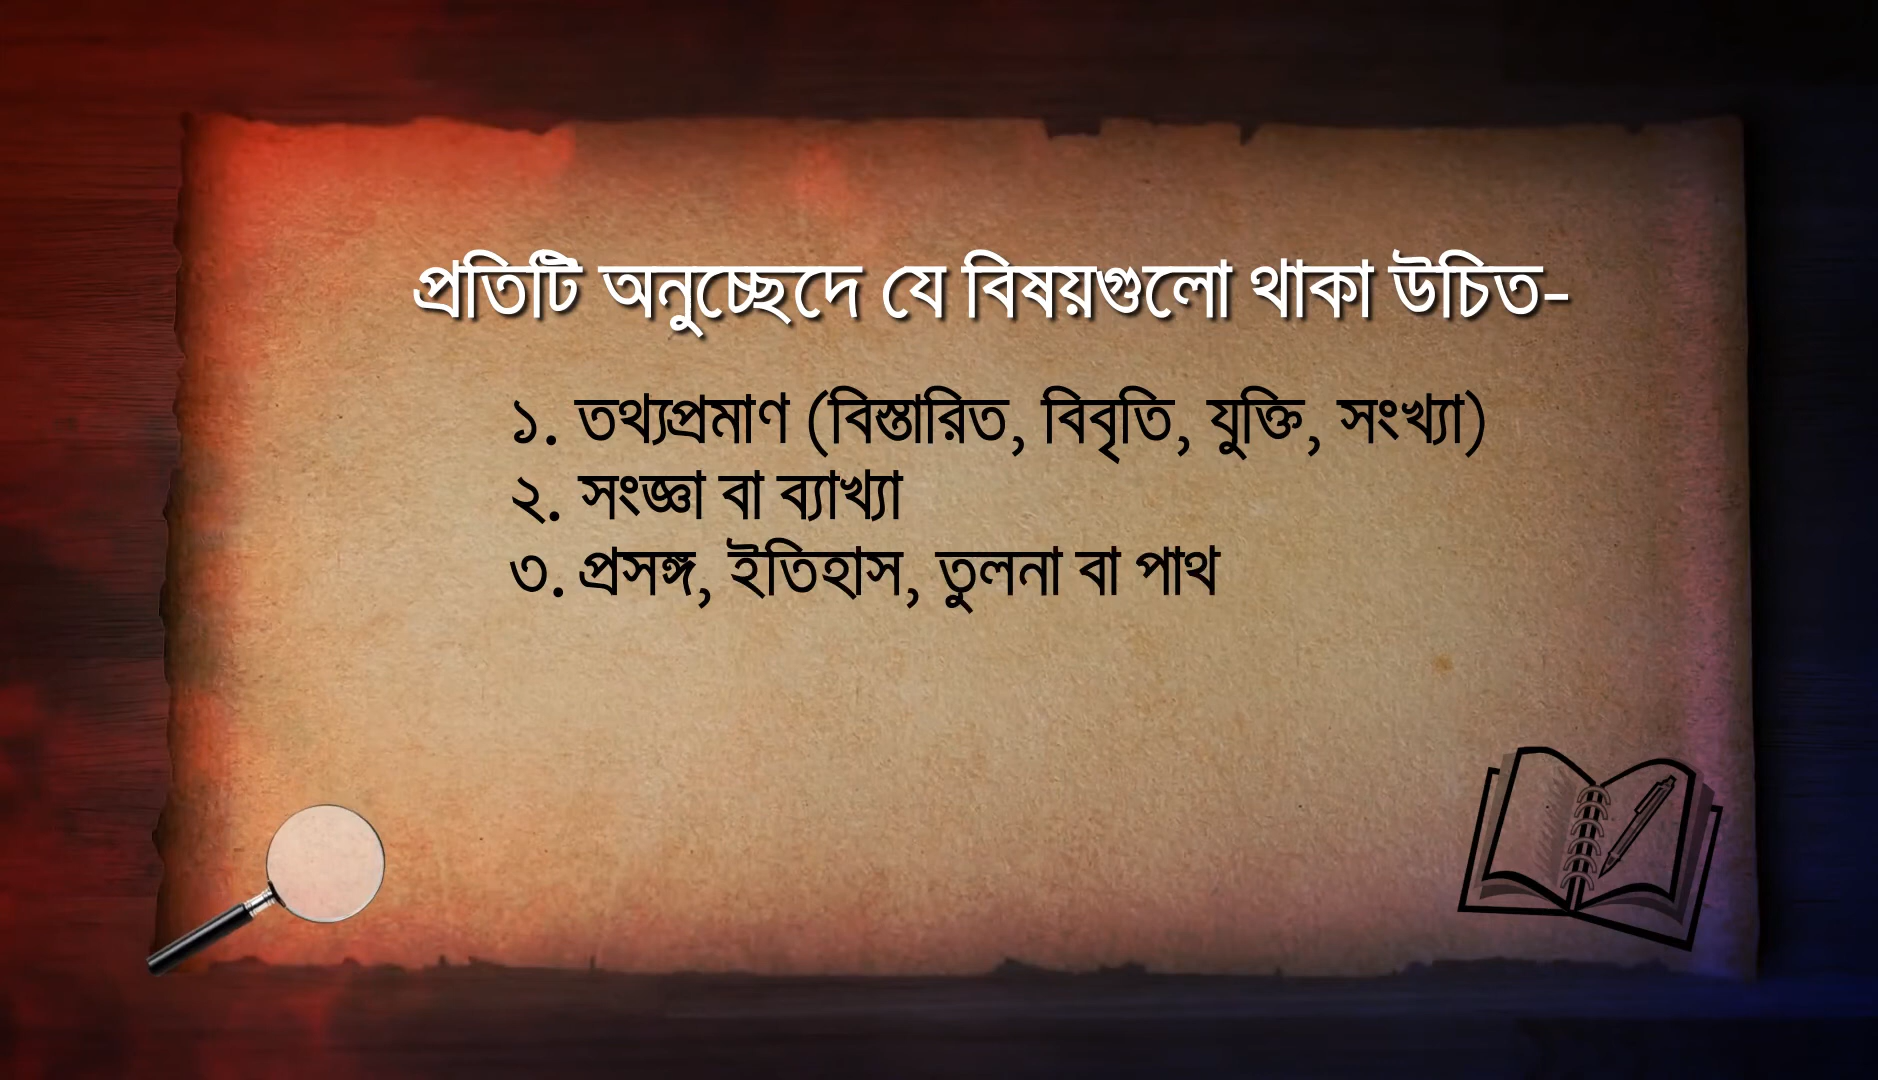 প্রতিটি অনুচ্ছেদে যে বিষয়গুলো থাকা উচিত-
১. তথ্যপ্রমাণ (বিস্তারিত, বিবৃতি, যুক্তি, সংখ্যা)
২. সংজ্ঞা বা ব্যাখ্যা
৩. প্রসঙ্গ, ইতিহাস, তুলনা বা পাথ